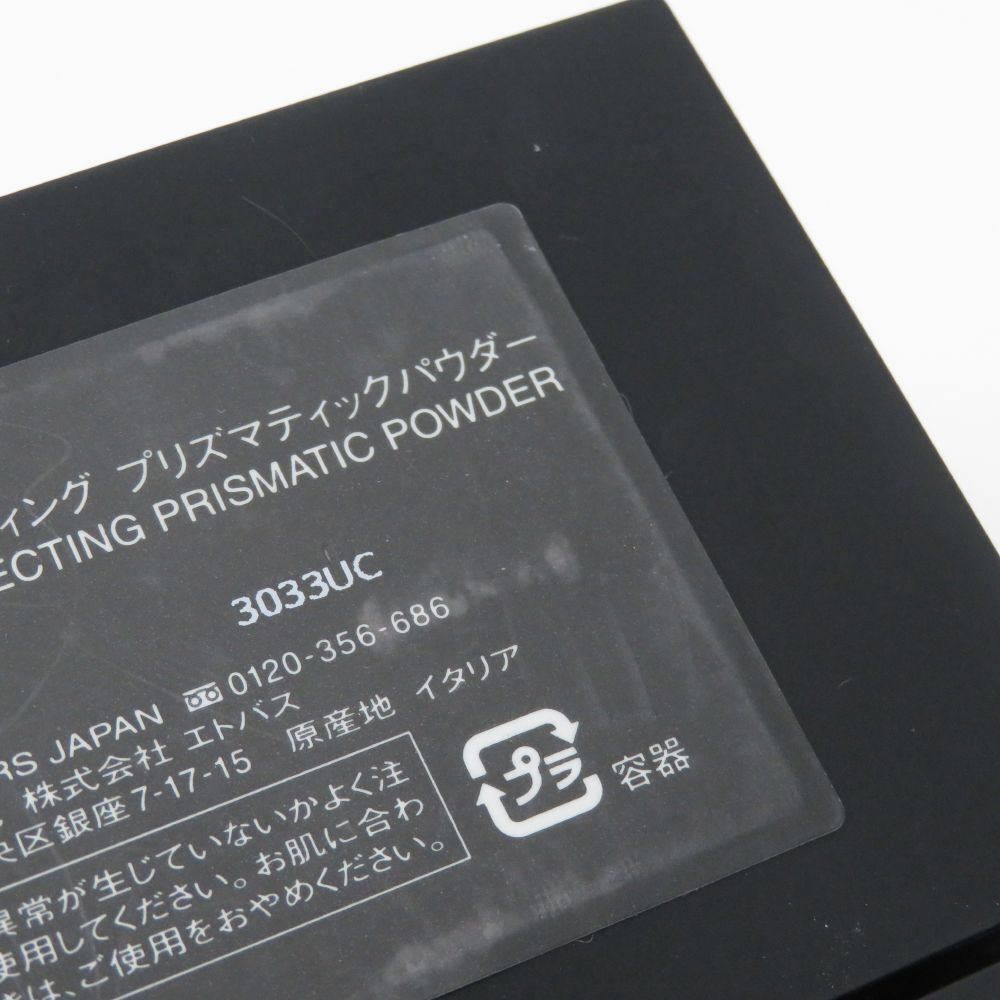 ィング プリズマティックパウダー
ECTING PRISMATIC POWDER
3033UC
RS JAPAN 0120-356-686
株式会社 エトバス
央区銀座7-17-15 原産地 イタリア
プラ 容器
異常が生じていないかよく注
使用してください。お肌に合わ
きは、ご使用をおやめください。